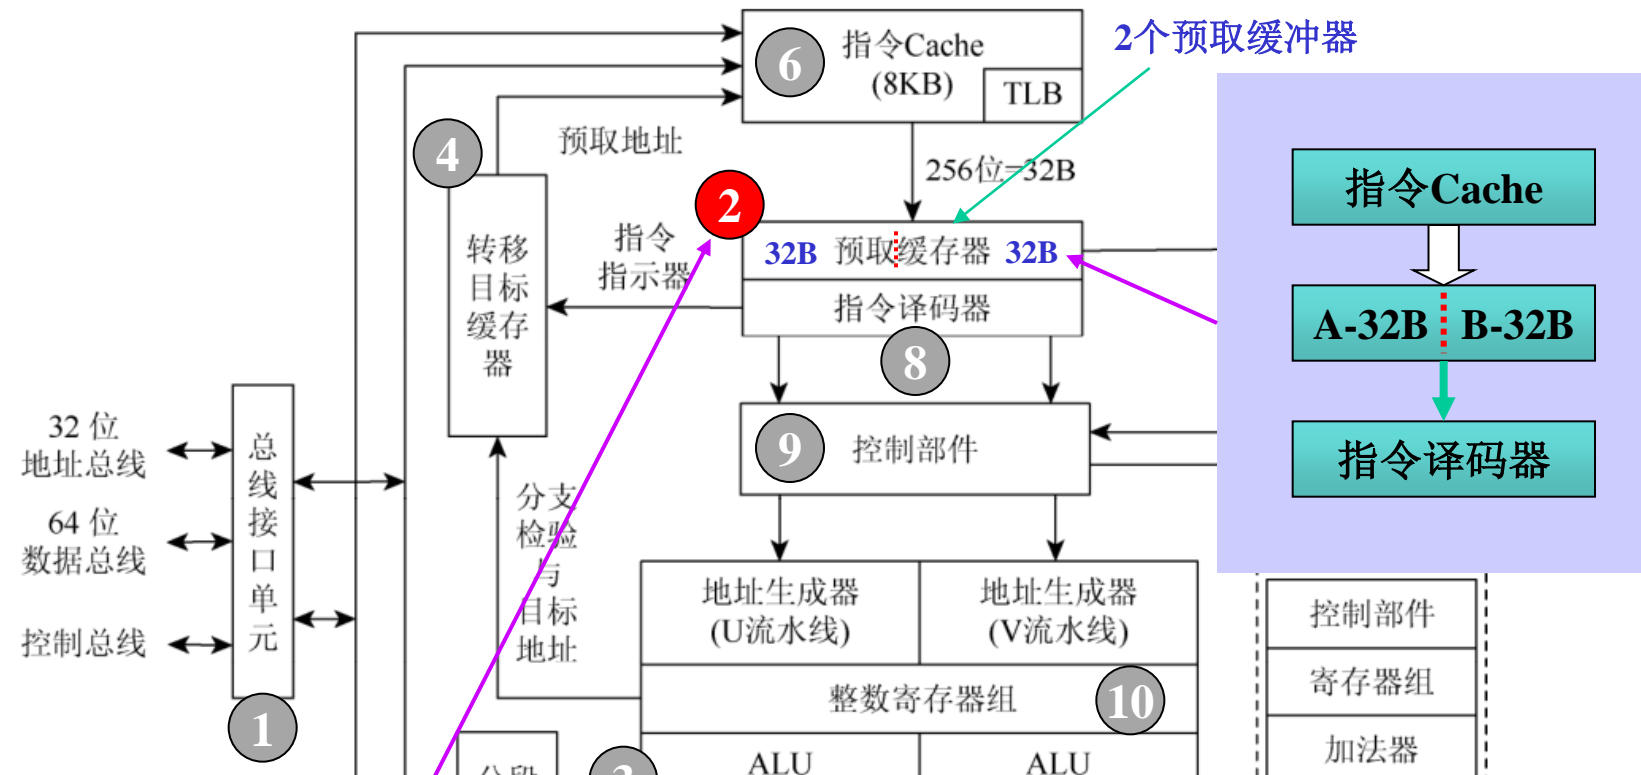 2个预取缓冲器
6
指令Cache
(8KB)
TLB
预取地址
4
256位=32B
2
32B 预取缓存器 32B
指令译码器
指令
指示器
转移
目标
缓存
器
8
9
控制部件
32 位
地址总线
64 位
数据总线
控制总线
总
线
接
口
单
元
1
分支
检验
与
目标
地址
地址生成器
(U流水线)
地址生成器
(V流水线)
整数寄存器组
10
ALU
ALU
指令Cache
A-32B
B-32B
指令译码器
控制部件
寄存器组
加法器